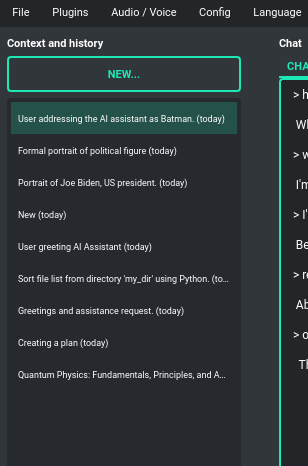 File Plugins Audio / Voice Config Language
Context and history
NEW...
User addressing the AI assistant as Batman. (today)
Formal portrait of political figure (today)
Portrait of Joe Biden, US president. (today)
New (today)
User greeting AI Assistant (today)
Sort file list from directory 'my_dir' using Python. (to...
Greetings and assistance request. (today)
Creating a plan (today)
Quantum Physics: Fundamentals, Principles, and A...
Chat
CHA
> h
Wh
> w
I'm
> I'
Be
> re
Ab
> o
Th